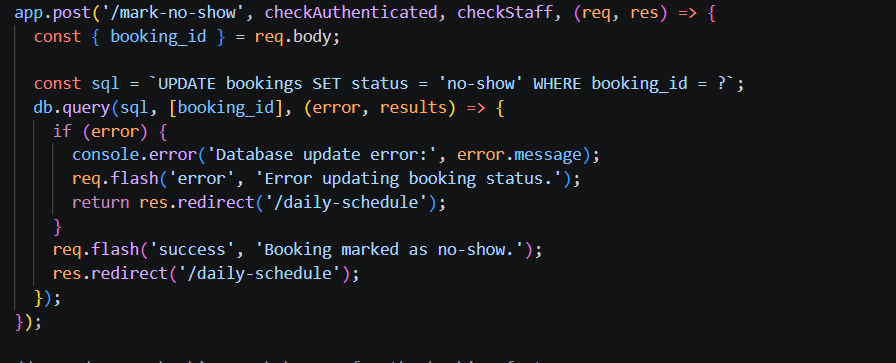 app.post('/mark-no-show', checkAuthenticated, checkStaff, (req, res) => {
  const { booking_id } = req.body;

  const sql = `UPDATE bookings SET status = 'no-show' WHERE booking_id = ?`;
  db.query(sql, [booking_id], (error, results) => {
    if (error) {
      console.error('Database update error:', error.message);
      req.flash('error', 'Error updating booking status.');
      return res.redirect('/daily-schedule');
    }
    req.flash('success', 'Booking marked as no-show.');
    res.redirect('/daily-schedule');
  });
});